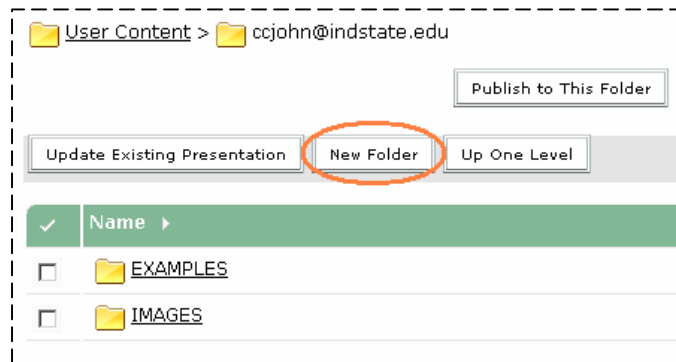 User Content > ccjohn@indstate.edu
Publish to This Folder
Update Existing Presentation New Folder Up One Level
Name
EXAMPLES
IMAGES